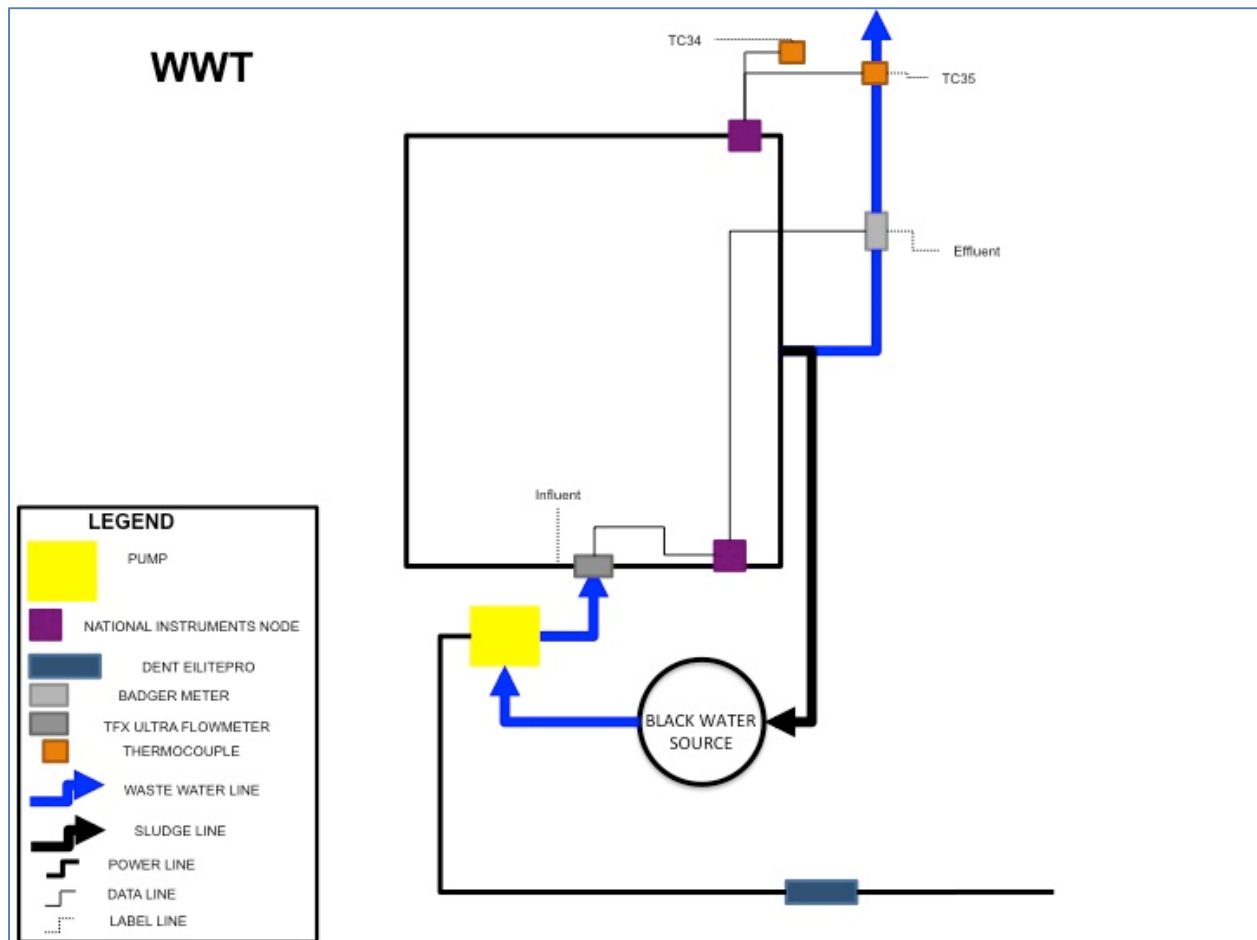 WWT
TC34
TC35
Effluent
Influent
BLACK WATER
SOURCE
LEGEND
PUMP
NATIONAL INSTRUMENTS NODE
DENT EILITEPRO
BADGER METER
TFX ULTRA FLOWMETER
THERMOCOUPLE
WASTE WATER LINE
SLUDGE LINE
POWER LINE
DATA LINE
LABEL LINE